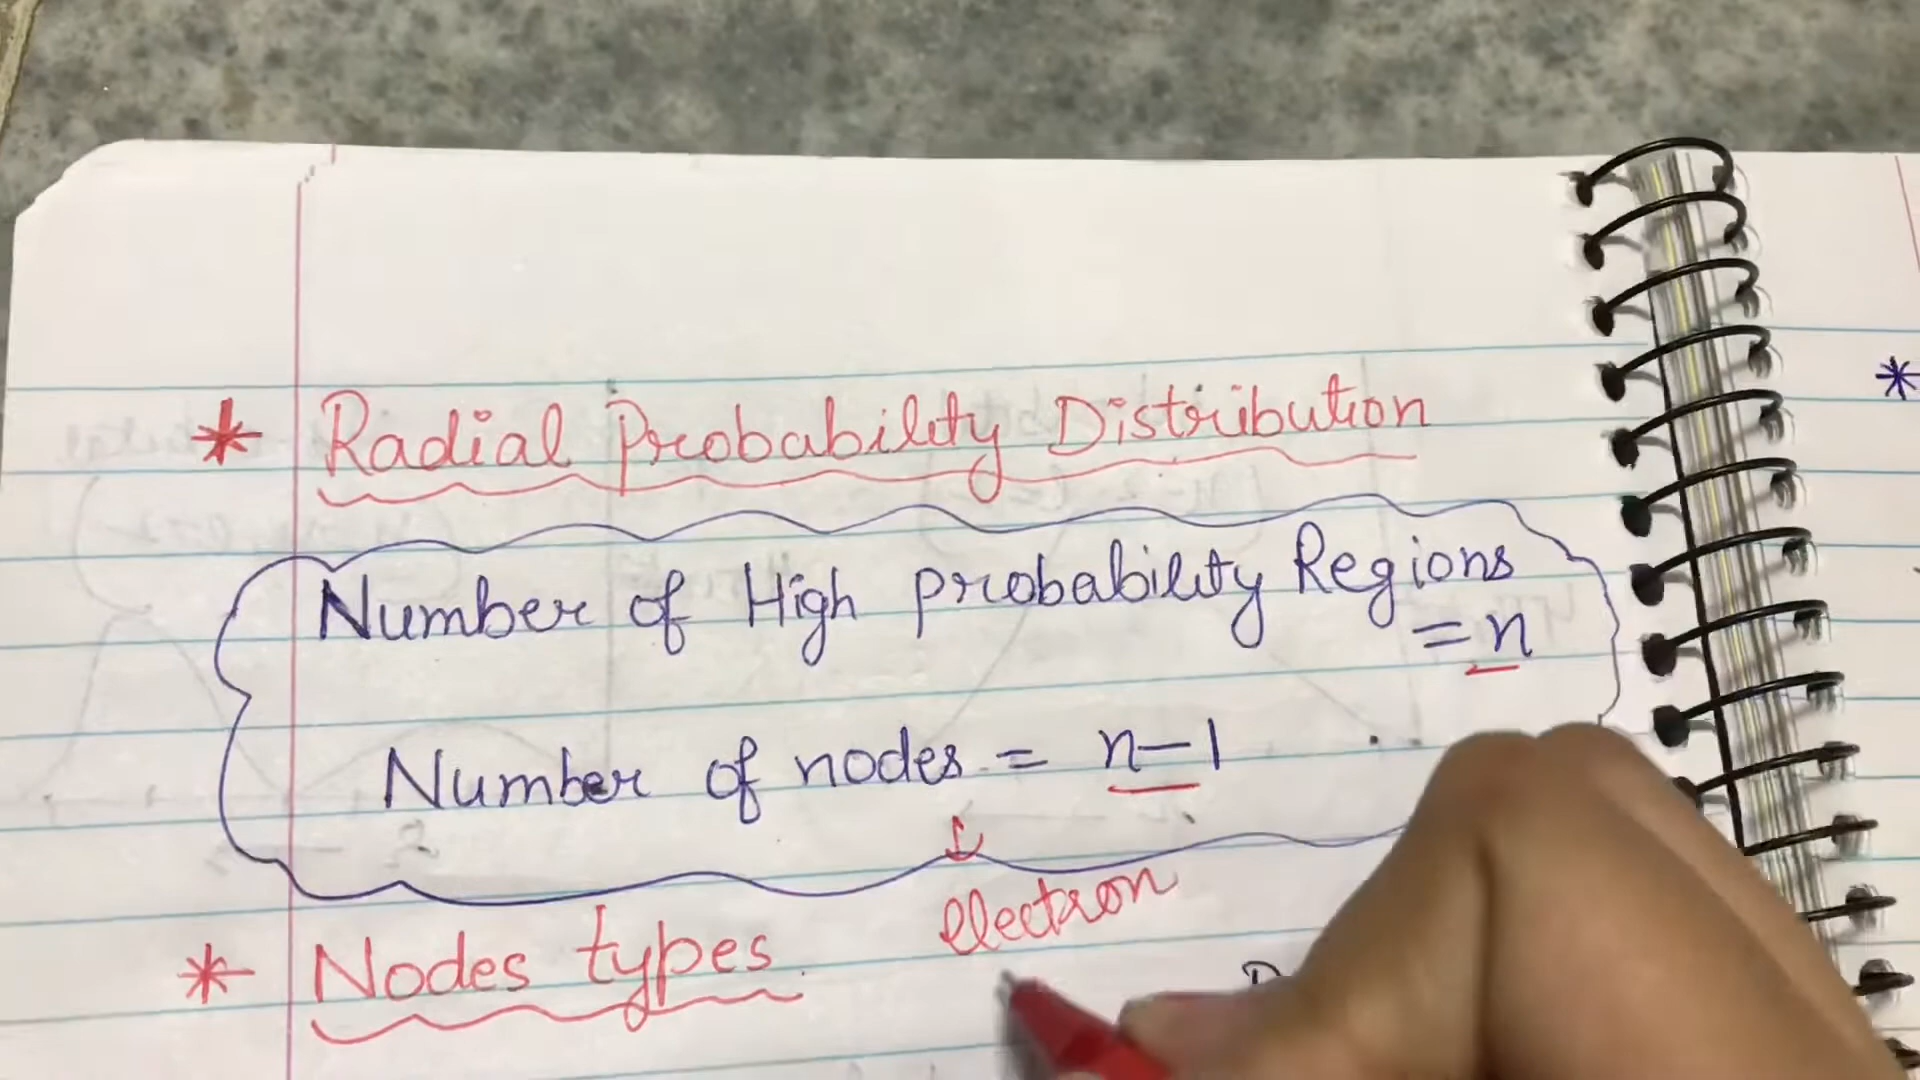 * Radial Probability Distribution
Number of High probability Regions
= n
Number of nodes = n-1
electron
* Nodes types
*